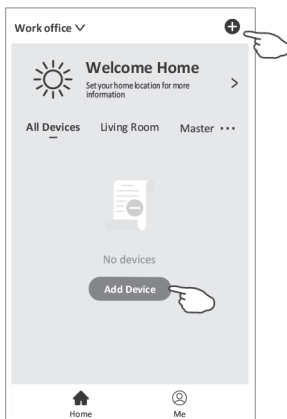 Work office
Welcome Home
Set your home location for more
information
All Devices Living Room Master
No devices
Add Device
Home Me